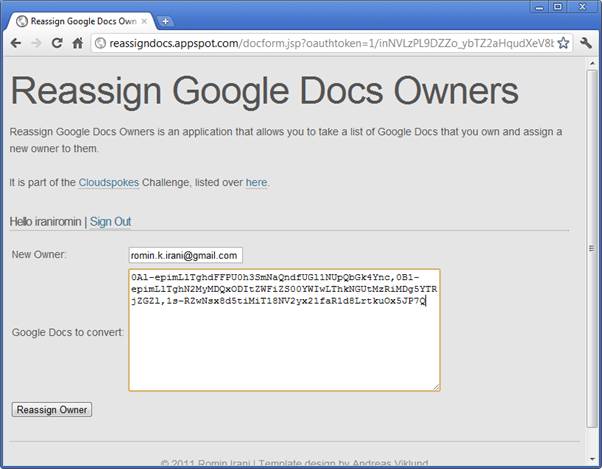 Reassign Google Docs Own
reassigndocs.appspot.com/docform.jsp?oauthtoken=1/inNVLzPL9DZZo_ybTZ2aHqudXeV8b
Reassign Google Docs Owners
Reassign Google Docs Owners is an application that allows you to take a list of Google Docs that you own and assign a
new owner to them.
It is part of the Cloudspokes Challenge, listed over here.
Hello iraniromin | Sign Out
New Owner:
romin.k.irani@gmail.com
0Al-epimLlTghdFFPU0h3SmNaQndfUGl1NUpQbGk4Ync,0B1-
epimLlTghN2MyMDQxODItZWFiZS00YWIwLThkNGUtMzRiMDg5YTR
jZGZl,1s-RZwNsx8d5tiMiT18NV2yx21faR1d8LrtkuOx5JP7Q
Google Docs to convert:
Reassign Owner
© 2011 Romin Irani | Template design by Andreas Viklund